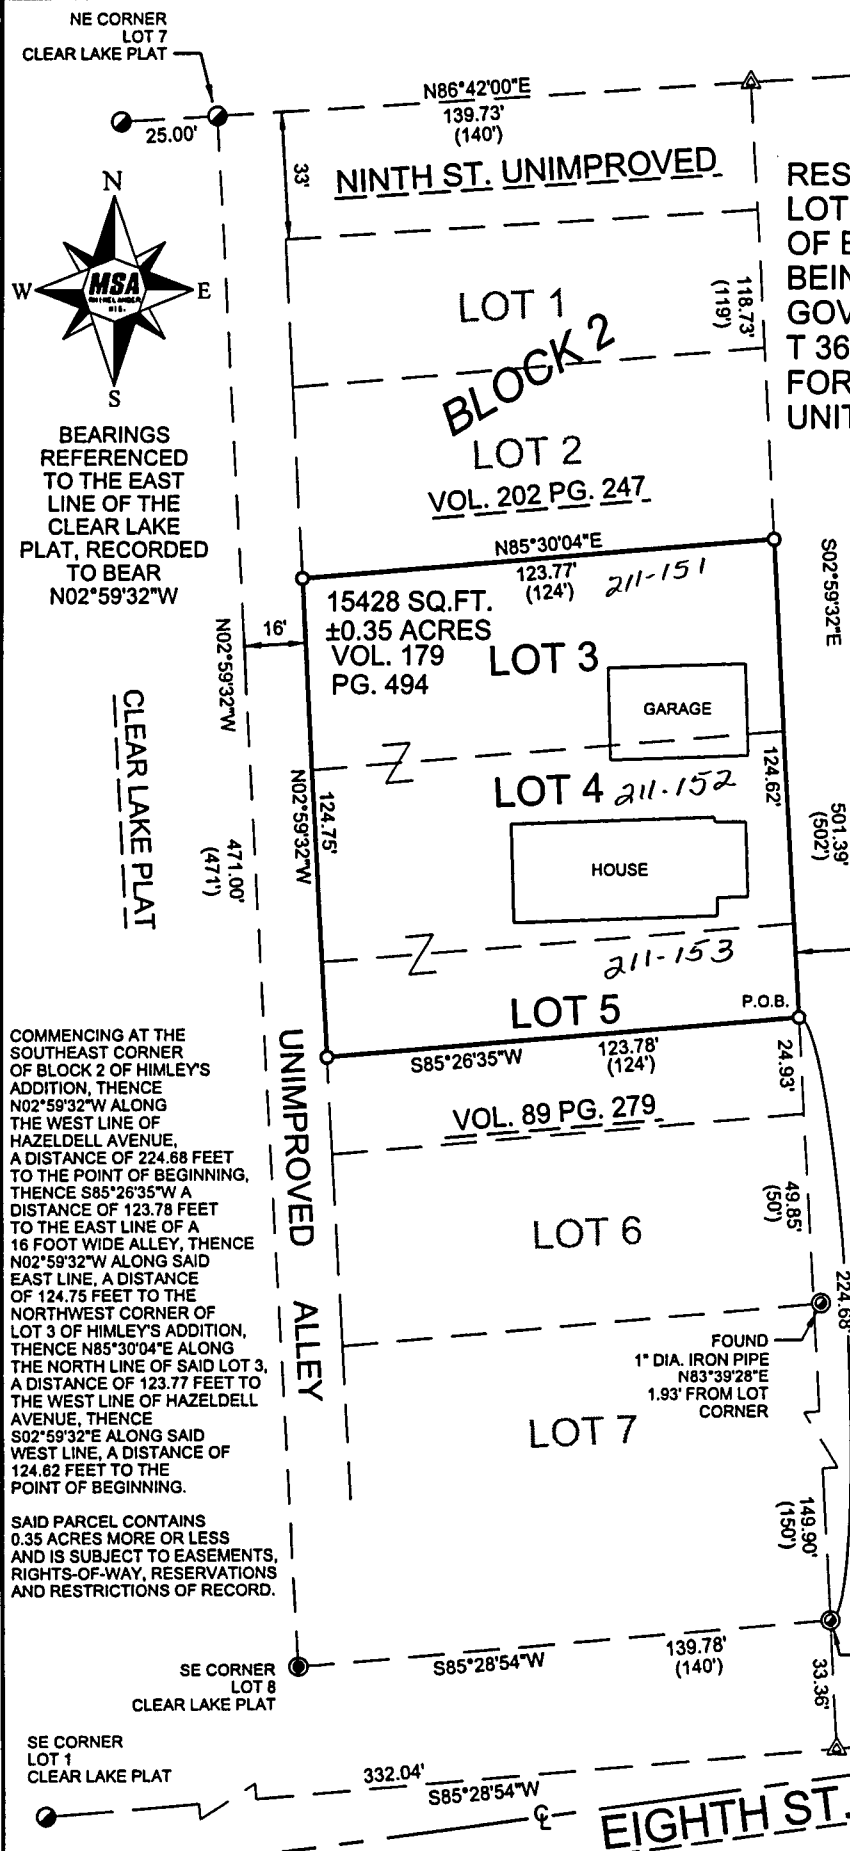 NE CORNER
LOT 7
CLEAR LAKE PLAT
25.00'
N86°42'00"E
139.73'
(140')
33'
NINTH ST. UNIMPROVED
N
W
E
S
MSA
RHINELANDER
WIS.
LOT 1
118.73'
(119')
BLOCK 2
RES
LOT
OF B
BEIN
GOV
T 36
FOR
UNIT
BEARINGS
REFERENCED
TO THE EAST
LINE OF THE
CLEAR LAKE
PLAT, RECORDED
TO BEAR
N02°59'32"W
LOT 2
VOL. 202 PG. 247
N85°30'04"E
123.77'
(124')
211-151
S02°59'32"E
15428 SQ.FT.
±0.35 ACRES
VOL. 179
PG. 494
LOT 3
GARAGE
16'
N02°59'32"W
CLEAR LAKE PLAT
N02°59'32"W
124.75'
124.62'
LOT 4
211-152
HOUSE
501.39'
(502')
471.00'
(471')
211-153
LOT 5
P.O.B.
S85°26'35"W
123.78'
(124')
24.93'
UNIMPROVED ALLEY
VOL. 89 PG. 279
COMMENCING AT THE
SOUTHEAST CORNER
OF BLOCK 2 OF HIMLEY'S
ADDITION, THENCE
N02°59'32"W ALONG
THE WEST LINE OF
HAZELDELL AVENUE,
A DISTANCE OF 224.68 FEET
TO THE POINT OF BEGINNING,
THENCE S85°26'35"W A
DISTANCE OF 123.78 FEET
TO THE EAST LINE OF A
16 FOOT WIDE ALLEY, THENCE
N02°59'32"W ALONG SAID
EAST LINE, A DISTANCE
OF 124.75 FEET TO THE
NORTHWEST CORNER OF
LOT 3 OF HIMLEY'S ADDITION,
THENCE N85°30'04"E ALONG
THE NORTH LINE OF SAID LOT 3,
A DISTANCE OF 123.77 FEET TO
THE WEST LINE OF HAZELDELL
AVENUE, THENCE
S02°59'32"E ALONG SAID
WEST LINE, A DISTANCE OF
124.62 FEET TO THE
POINT OF BEGINNING.
SAID PARCEL CONTAINS
0.35 ACRES MORE OR LESS
AND IS SUBJECT TO EASEMENTS,
RIGHTS-OF-WAY, RESERVATIONS
AND RESTRICTIONS OF RECORD.
LOT 6
49.85'
(50')
224.68'
FOUND
1" DIA. IRON PIPE
N83°39'28"E
1.93' FROM LOT
CORNER
LOT 7
149.90'
(150')
SE CORNER
LOT 8
CLEAR LAKE PLAT
S85°28'54"W
139.78'
(140')
33.36'
SE CORNER
LOT 1
CLEAR LAKE PLAT
332.04'
S85°28'54"W
℄
EIGHTH ST.